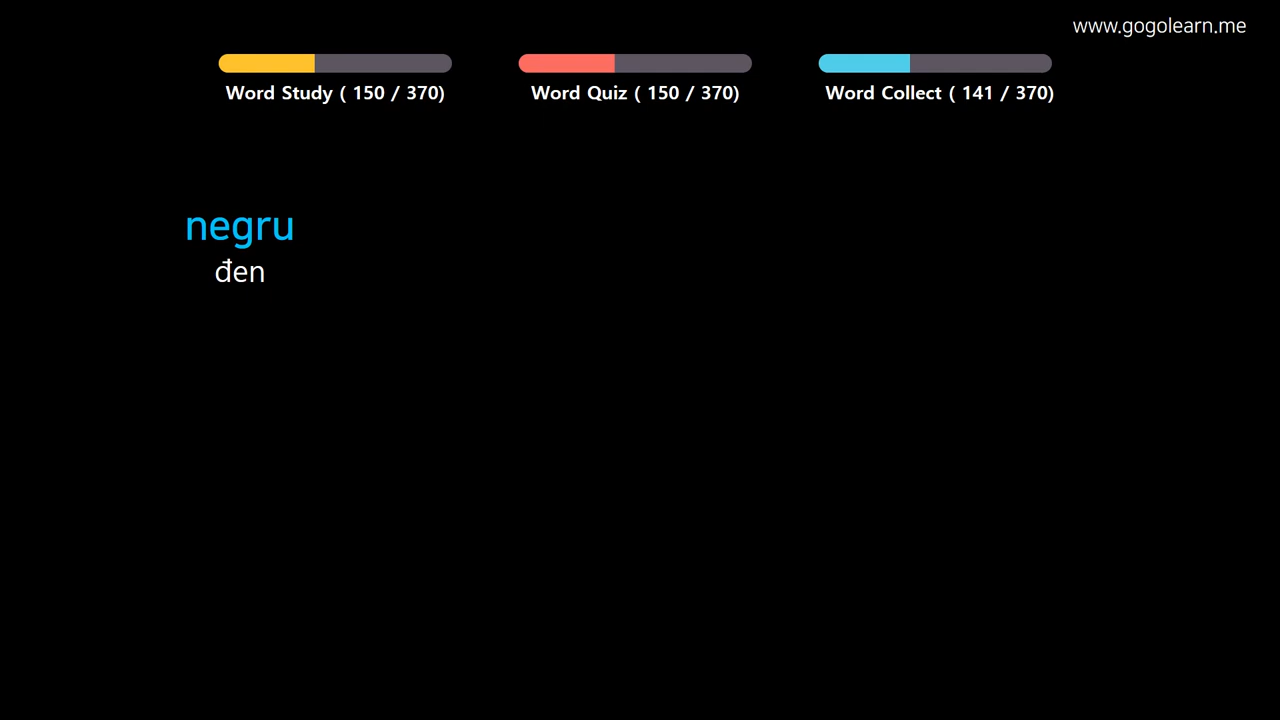 www.gogolearn.me
Word Study ( 150 / 370)
Word Quiz ( 150 / 370)
Word Collect ( 141 / 370)
negru
đen